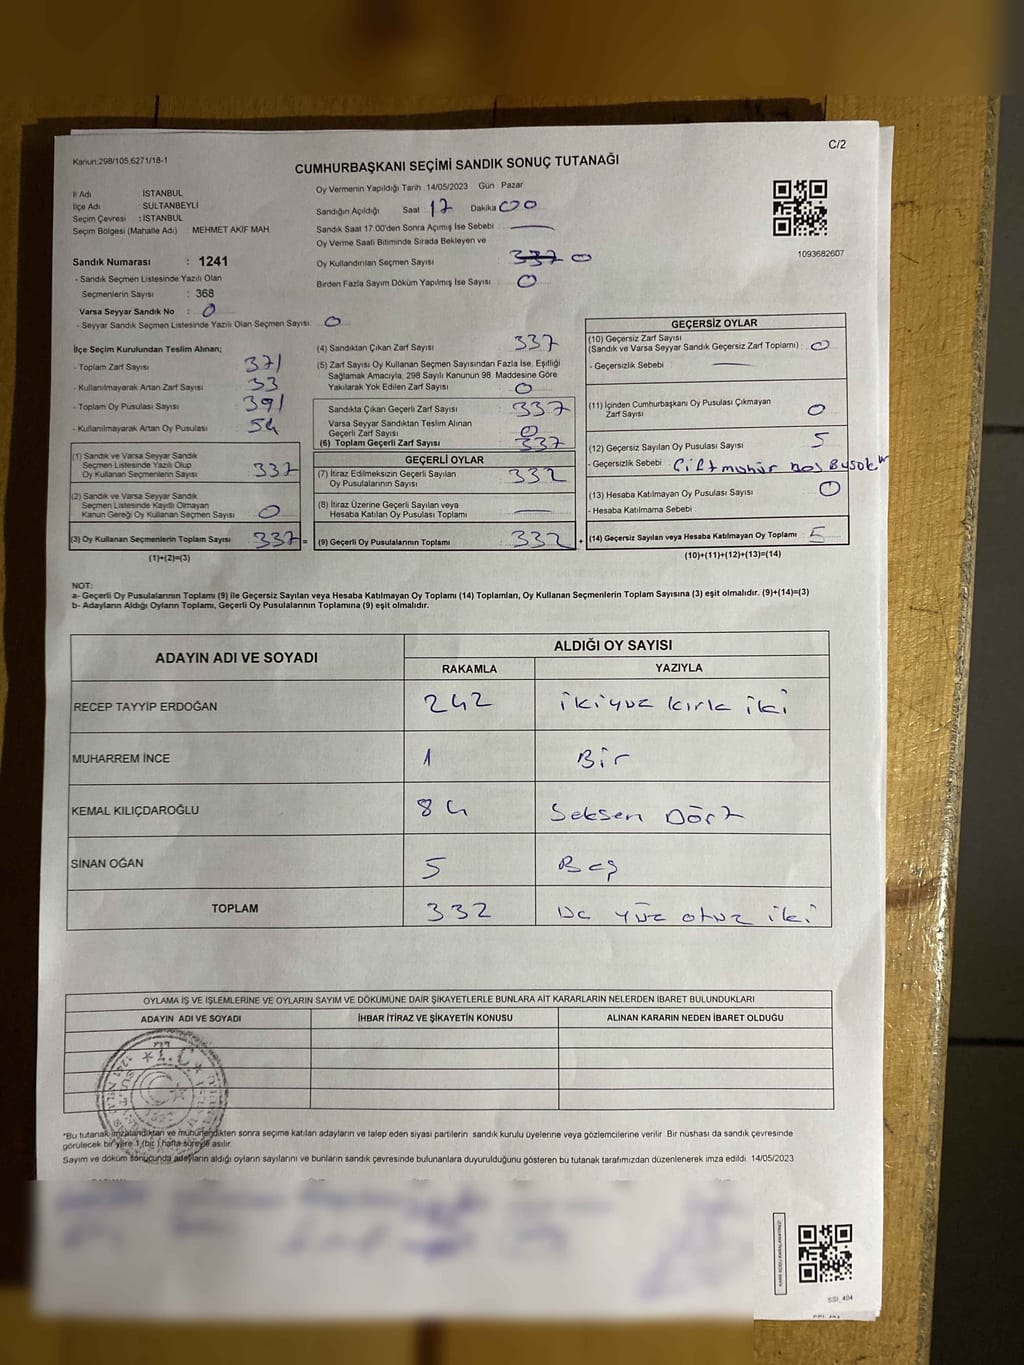 C/2
Kanun:298/105,6271/18-1
CUMHURBAŞKANI SEÇİMİ SANDIK SONUÇ TUTANAĞI
İl Adı : İSTANBUL
İlçe Adı : SULTANBEYLİ
Seçim Çevresi : İSTANBUL
Seçim Bölgesi (Mahalle Adı) MEHMET AKİF MAH.
Sandık Numarası : 1241
- Sandık Seçmen Listesinde Yazılı Olan
Seçmenlerin Sayısı : 368
Varsa Seyyar Sandık No : 0
- Seyyar Sandık Seçmen Listesinde Yazılı Olan Seçmen Sayısı: 0
Oy Vermenin Yapıldığı Tarih :14/05/2023 Gün Pazar
Sandığın Açıldığı Saat : 17 Dakika 00
Sandık Saat 17:00'den Sonra Açımış İse Sebebi :
Oy Verme Saati Bitiminde Sırada Bekleyen ve
Oy Kullandırılan Seçmen Sayısı : 337 0
Birden Fazla Sayım Döküm Yapılmış İse Sayısı : 0
1093682607
İlçe Seçim Kurulundan Teslim Alınan;
- Toplam Zarf Sayısı : 371
- Kullanılmayarak Artan Zarf Sayısı : 33
- Toplam Oy Pusulası Sayısı : 391
- Kullanılmayarak Artan Oy Pusulası : 54
(1) Sandık ve Varsa Seyyar Sandık
Seçmen Listesinde Yazılı Olup
Oy Kullanan Seçmenlerin Sayısı : 337
(2) Sandık ve Varsa Seyyar Sandık
Seçmen Listesinde Kayıtlı Olmayan
Kanun Gereği Oy Kullanan Seçmen Sayısı : 0
(3) Oy Kullanan Seçmenlerin Toplam Sayısı : 337 =
(1)+(2)=(3)
(4) Sandıktan Çıkan Zarf Sayısı : 337
(5) Zarf Sayısı Oy Kullanan Seçmen Sayısından Fazla İse, Eşitliği
Sağlamak Amacıyla; 298 Sayılı Kanunun 98. Maddesine Göre
Yakılarak Yok Edilen Zarf Sayısı : 0
Sandıkta Çıkan Geçerli Zarf Sayısı : 337
Varsa Seyyar Sandıktan Teslim Alınan
Geçerli Zarf Sayısı : 0
(6) Toplam Geçerli Zarf Sayısı : 337
GEÇERLİ OYLAR
(7) İtiraz Edilmeksizin Geçerli Sayılan
Oy Pusulalarının Sayısı : 332
(8) İtiraz Üzerine Geçerli Sayılan veya
Hesaba Katılan Oy Pusulası Toplamı :
(9) Geçerli Oy Pusulalarının Toplamı : 332 +
GEÇERSİZ OYLAR
(10) Geçersiz Zarf Sayısı
(Sandık ve Varsa Seyyar Sandık Geçersiz Zarf Toplamı) : 0
- Geçersizlik Sebebi :
(11) İçinden Cumhurbaşkanı Oy Pusulası Çıkmayan
Zarf Sayısı : 0
(12) Geçersiz Sayılan Oy Pusulası Sayısı : 5
- Geçersizlik Sebebi :
(13) Hesaba Katılmayan Oy Pusulası Sayısı : 0
- Hesaba Katılmama Sebebi :
(14) Geçersiz Sayılan veya Hesaba Katılmayan Oy Toplamı : 5
(10)+(11)+(12)+(13)=(14)
NOT:
a- Geçerli Oy Pusulalarının Toplamı (9) ile Geçersiz Sayılan veya Hesaba Katılmayan Oy Toplamı (14) Toplamları, Oy Kullanan Seçmenlerin Toplam Sayısına (3) eşit olmalıdır. (9)+(14)=(3)
b- Adayların Aldığı Oyların Toplamı, Geçerli Oy Pusulalarının Toplamına (9) eşit olmalıdır.
ADAYIN ADI VE SOYADI
ALDIĞI OY SAYISI
RAKAMLA YAZIYLA
RECEP TAYYİP ERDOĞAN 242 ikiyüz kırk iki
MUHARREM İNCE 1 Bir
KEMAL KILIÇDAROĞLU 84 Seksen Dört
SİNAN OĞAN 5 Beş
TOPLAM 332 Üç yüz otuz iki
OYLAMA İŞ VE İŞLEMLERİNE VE OYLARIN SAYIM VE DÖKÜMÜNE DAİR ŞİKAYETLERLE BUNLARA AİT KARARLARIN NELERDEN İBARET BULUNDUKLARI
ADAYIN ADI VE SOYADI İHBAR İTİRAZ VE ŞİKAYETİN KONUSU ALINAN KARARIN NEDEN İBARET OLDUĞU
T.C
*Bu tutanak imzalandıktan ve mühürlendikten sonra seçime katılan adayların ve talep eden siyasi partilerin sandık kurulu üyelerine veya gözlemcilerine verilir. Bir nüshası da sandık çevresinde
görülecek bir yere 1 (bir) hafta süreyle asılır.
Sayım ve döküm sonucunda adayların aldığı oyların sayılarını ve bunların sandık çevresinde bulunanlara duyurulduğunu gösteren bu tutanak tarafımızdan düzenlenerek imza edildi. 14/05/2023
SSI_404